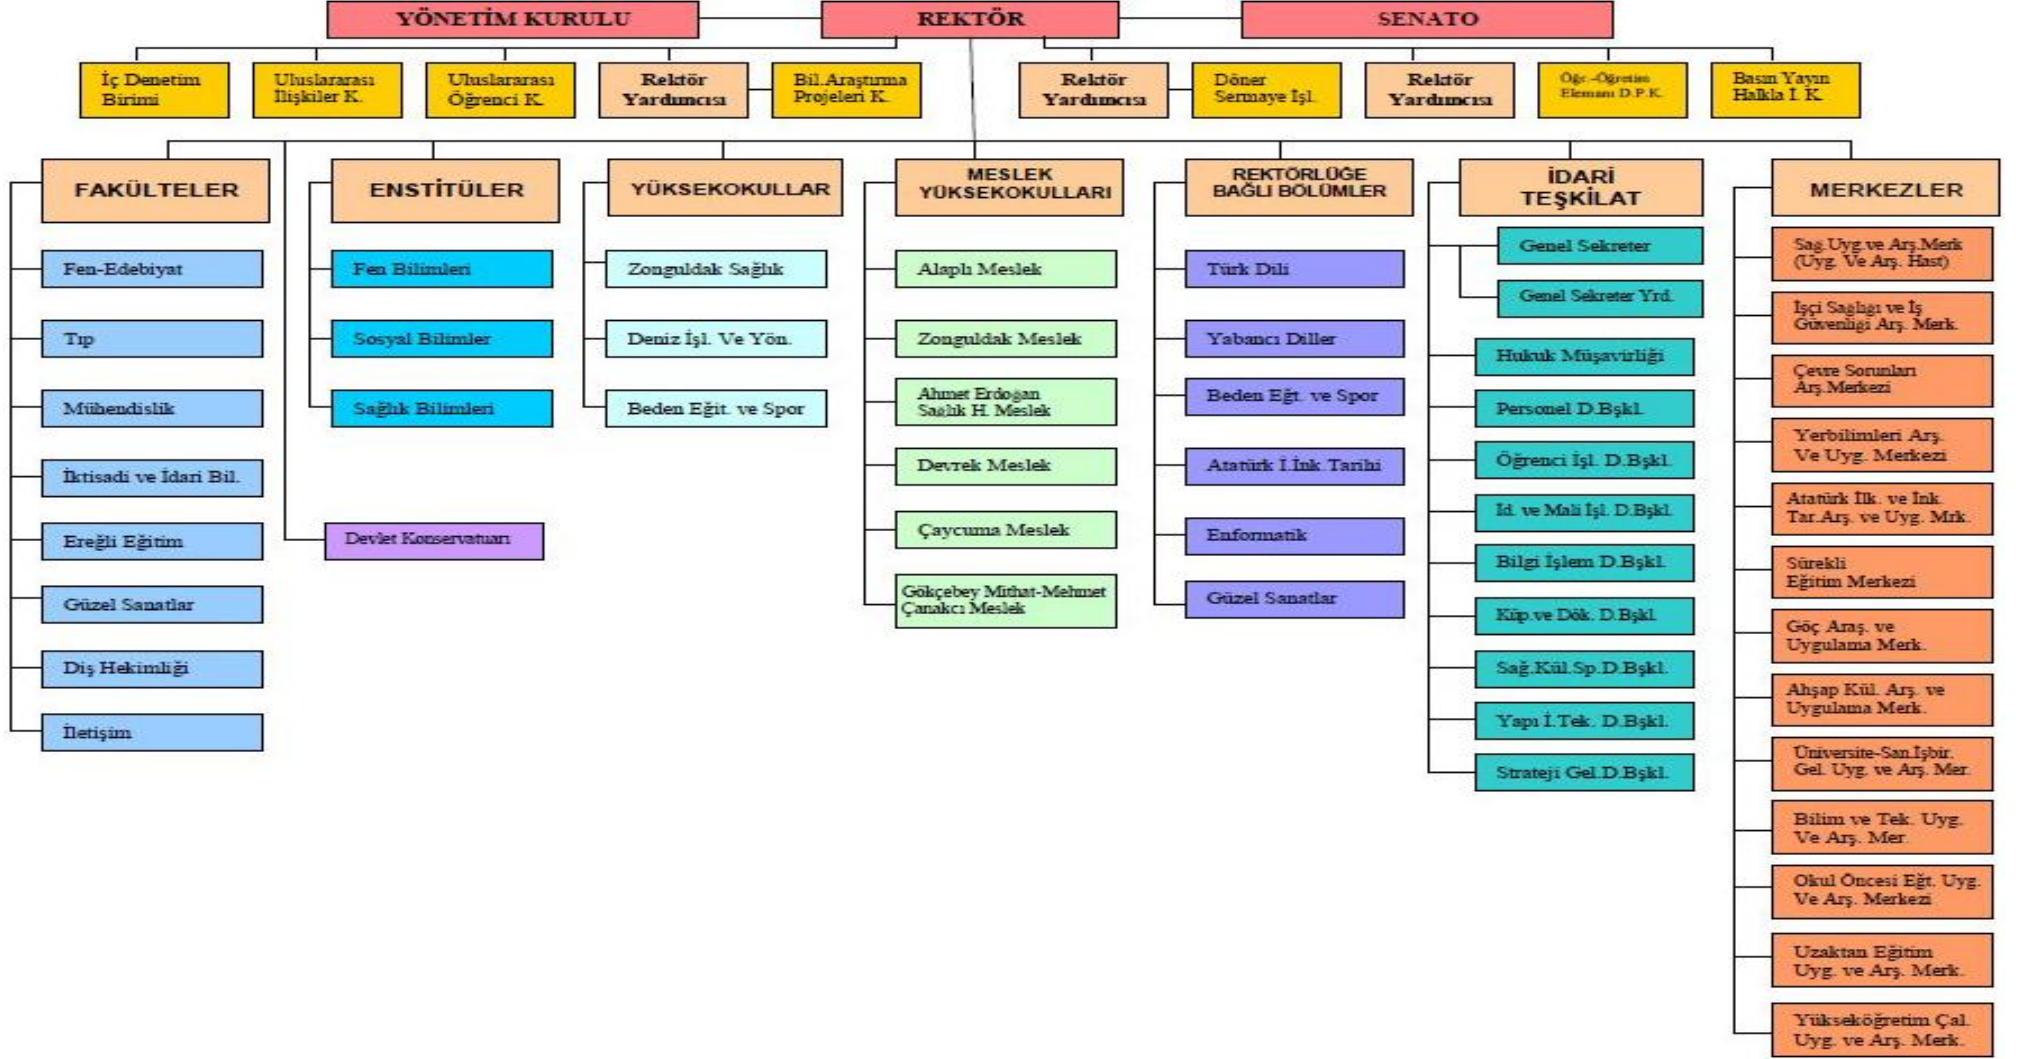 YÖNETİM KURULU
REKTÖR
SENATO
İç Denetim
Birimi
Uluslararası
İlişkiler K.
Uluslararası
Öğrenci K.
Rektör
Yardımcısı
Bil.Araştırma
Projeleri K.
Rektör
Yardımcısı
Döner
Sermaye İşl.
Rektör
Yardımcısı
Öğr.-Öğretim
Elemanı D.P.K.
Basın Yayın
Halkla İ. K.
FAKÜLTELER
Fen-Edebiyat
Tıp
Mühendislik
İktisadi ve İdari Bil.
Ereğli Eğitim
Güzel Sanatlar
Diş Hekimliği
İletişim
ENSTİTÜLER
Fen Bilimleri
Sosyal Bilimler
Sağlık Bilimleri
Devlet Konservatuarı
YÜKSEKOKULLAR
Zonguldak Sağlık
Deniz İşl. Ve Yön.
Beden Eğit. ve Spor
MESLEK
YÜKSEKOKULLARI
Alaplı Meslek
Zonguldak Meslek
Ahmet Erdoğan
Sağlık H. Meslek
Devrek Meslek
Çaycuma Meslek
Gökçebey Mithat-Mehmet
Çanakcı Meslek
REKTÖRLÜĞE
BAĞLI BÖLÜMLER
Türk Dili
Yabancı Diller
Beden Eğt. ve Spor
Atatürk İ.İnk.Tarihi
Enformatik
Güzel Sanatlar
İDARİ
TEŞKİLAT
Genel Sekreter
Genel Sekreter Yrd.
Hukuk Müşavirliği
Personel D.Bşkl.
Öğrenci İşl. D.Bşkl.
İd. ve Mali İşl. D.Bşkl.
Bilgi İşlem D.Bşkl.
Küp.ve Dök. D.Bşkl.
Sağ.Kül.Sp.D.Bşkl.
Yapı İ.Tek. D.Bşkl.
Strateji Gel.D.Bşkl.
MERKEZLER
Sağ.Uyg.ve Arş.Merk
(Uyg. Ve Arş. Hast)
İşçi Sağlığı ve İş
Güvenliği Arş. Merk.
Çevre Sorunları
Arş.Merkezi
Yerbilimleri Arş.
Ve Uyg. Merkezi
Atatürk İlk. ve İnk.
Tar.Arş. ve Uyg. Mrk.
Sürekli
Eğitim Merkezi
Göç Araş. ve
Uygulama Merk.
Ahşap Kül. Arş. ve
Uygulama Merk.
Üniversite-San.İşbir.
Gel. Uyg. ve Arş. Mer.
Bilim ve Tek. Uyg.
Ve Arş. Mer.
Okul Öncesi Eğt. Uyg.
Ve Arş. Merkezi
Uzaktan Eğitim
Uyg. ve Arş. Merk.
Yükseköğretim Çal.
Uyg. ve Arş. Merk.